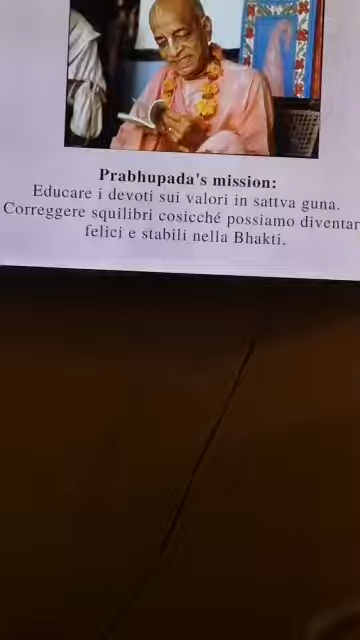 Prabhupada's mission:
Educare i devoti sui valori in sattva guna.
Correggere squilibri cosicché possiamo diventar
felici e stabili nella Bhakti.